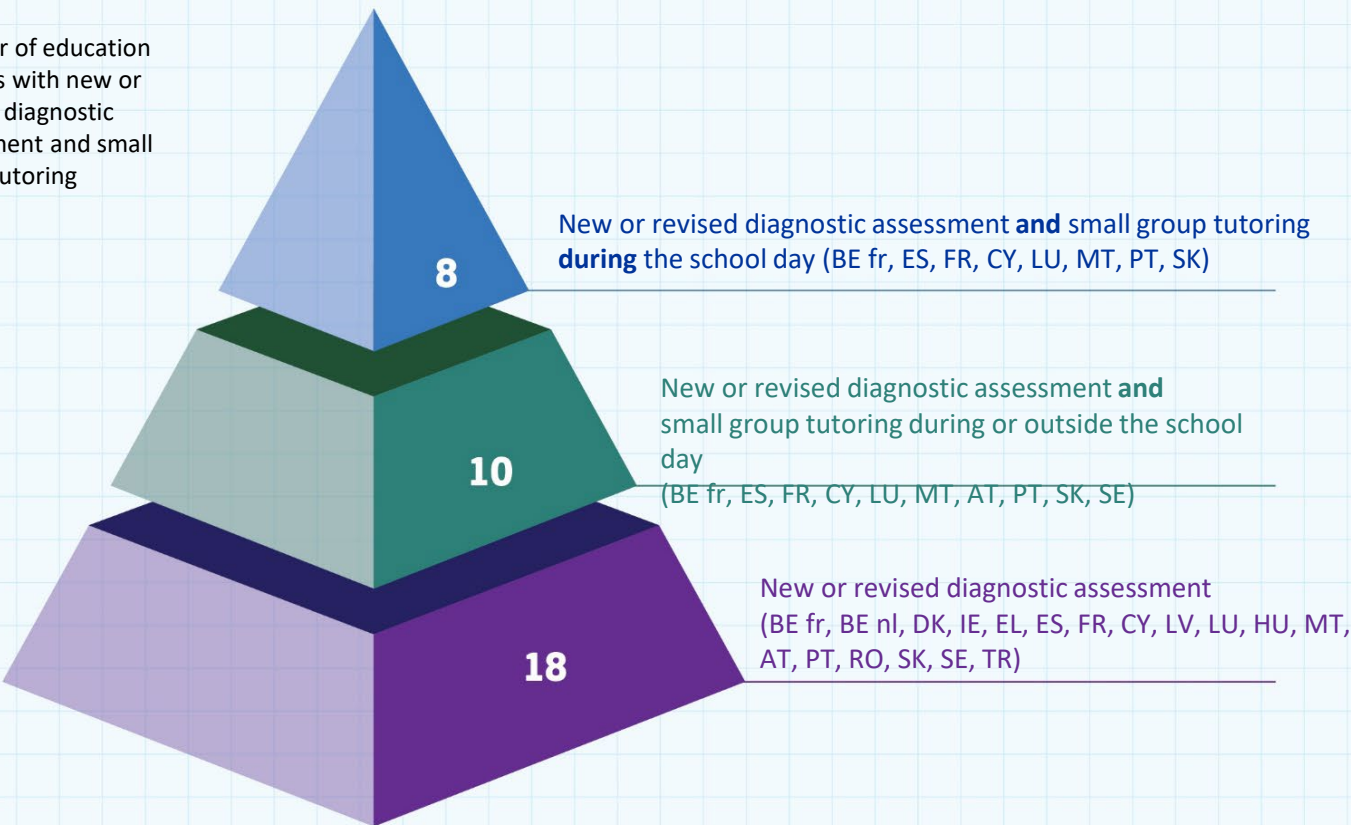 r of education
s with new or
diagnostic
ment and small
utoring
8
New or revised diagnostic assessment and small group tutoring
during the school day (BE fr, ES, FR, CY, LU, MT, PT, SK)
10
New or revised diagnostic assessment and
small group tutoring during or outside the school
day
(BE fr, ES, FR, CY, LU, MT, AT, PT, SK, SE)
18
New or revised diagnostic assessment
(BE fr, BE nl, DK, IE, EL, ES, FR, CY, LV, LU, HU, MT,
AT, PT, RO, SK, SE, TR)